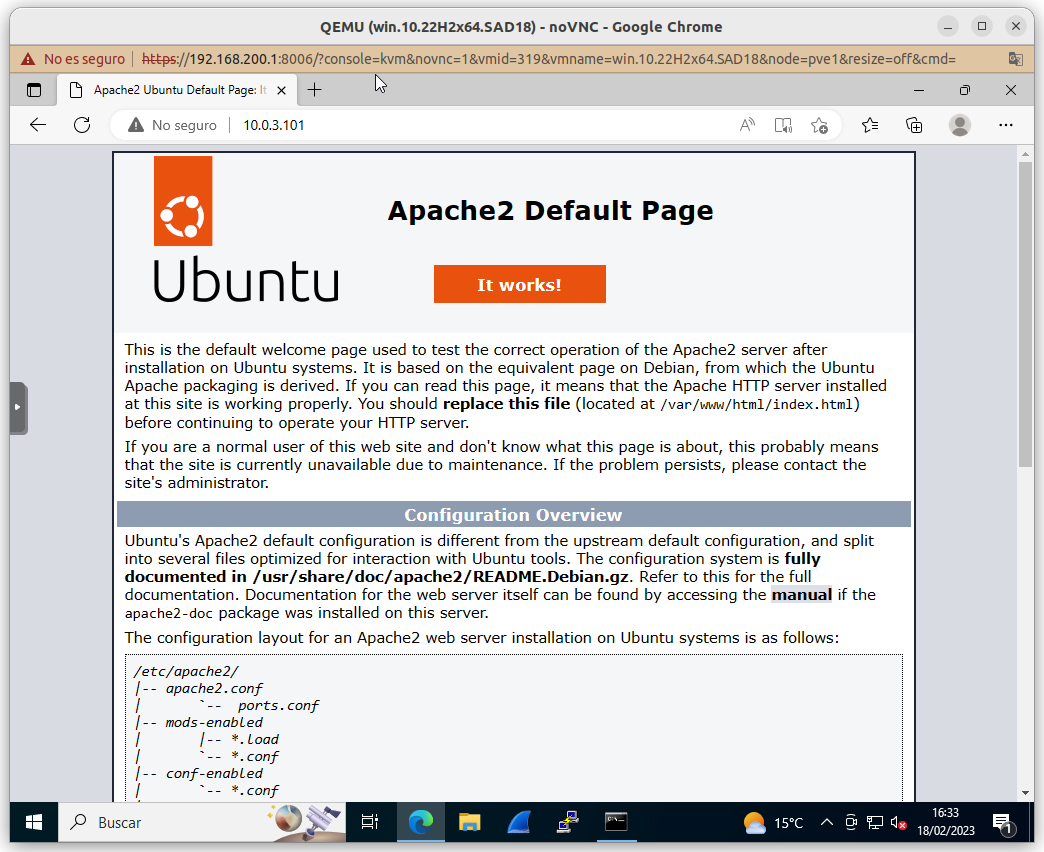 QEMU (win.10.22H2x64.SAD18) - noVNC - Google Chrome
No es seguro
https://192.168.200.1:8006/?console=kvm&novnc=1&vmid=319&vmname=win.10.22H2x64.SAD18&node=pve1&resize=off&cmd=
Apache2 Ubuntu Default Page: It
No seguro
10.0.3.101
Ubuntu
Apache2 Default Page
It works!
This is the default welcome page used to test the correct operation of the Apache2 server after
installation on Ubuntu systems. It is based on the equivalent page on Debian, from which the Ubuntu
Apache packaging is derived. If you can read this page, it means that the Apache HTTP server installed
at this site is working properly. You should replace this file (located at /var/www/html/index.html)
before continuing to operate your HTTP server.
If you are a normal user of this web site and don't know what this page is about, this probably means
that the site is currently unavailable due to maintenance. If the problem persists, please contact the
site's administrator.
Configuration Overview
Ubuntu's Apache2 default configuration is different from the upstream default configuration, and split
into several files optimized for interaction with Ubuntu tools. The configuration system is fully
documented in /usr/share/doc/apache2/README.Debian.gz. Refer to this for the full
documentation. Documentation for the web server itself can be found by accessing the manual if the
apache2-doc package was installed on this server.
The configuration layout for an Apache2 web server installation on Ubuntu systems is as follows:
/etc/apache2/
|-- apache2.conf
|       `--  ports.conf
|-- mods-enabled
|       |-- *.load
|       `-- *.conf
|-- conf-enabled
|       `-- *.conf
Buscar
15°C
16:33
18/02/2023
1